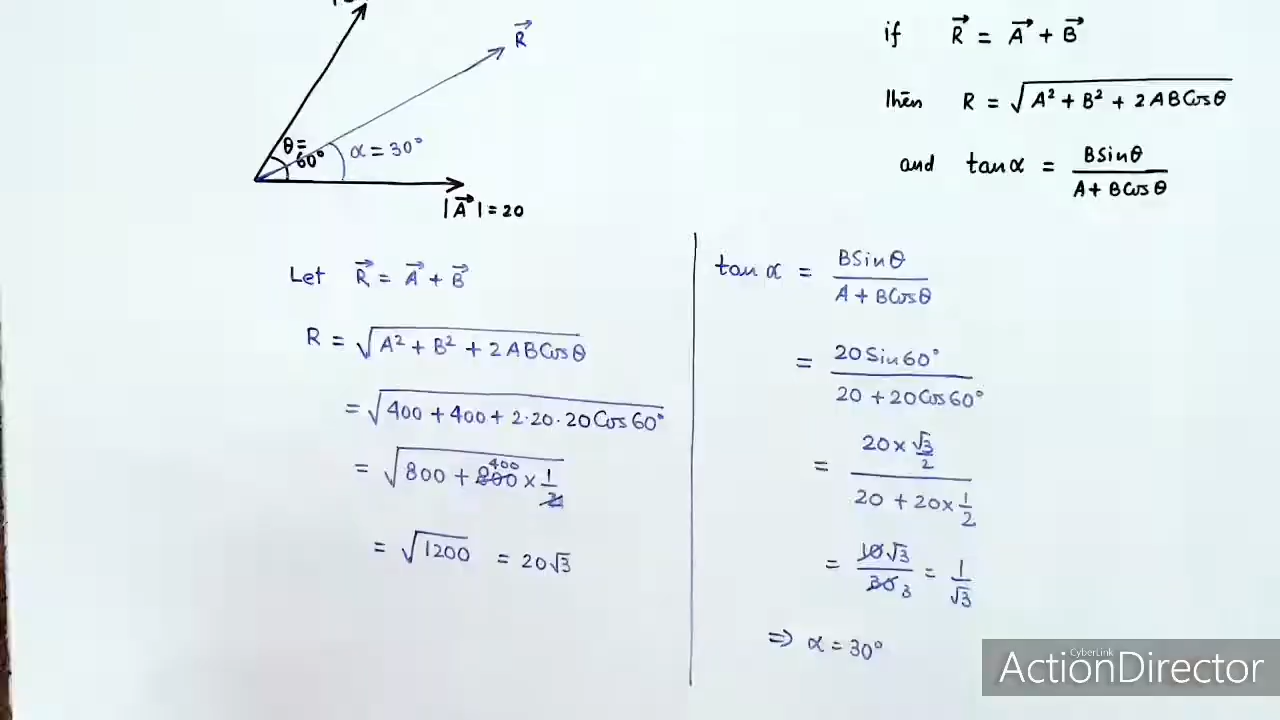 R⃗
θ=
60°
α = 30°
|A⃗| = 20
if R⃗ = A⃗ + B⃗
Then R = √(A² + B² + 2ABCosθ)
and tanα = BSinθ / (A + BCosθ)
Let R⃗ = A⃗ + B⃗
R = √(A² + B² + 2ABCosθ)
= √(400 + 400 + 2·20·20Cos60°)
400
= √(800 + 800 × 1/2)
= √1200 = 20√3
tanα = BSinθ / (A + BCosθ)
= 20Sin60° / (20 + 20Cos60°)
= (20 × √3/2) / (20 + 20 × 1/2)
= 10√3 / 30 3 = 1/√3
⇒ α = 30°
CyberLink
ActionDirector